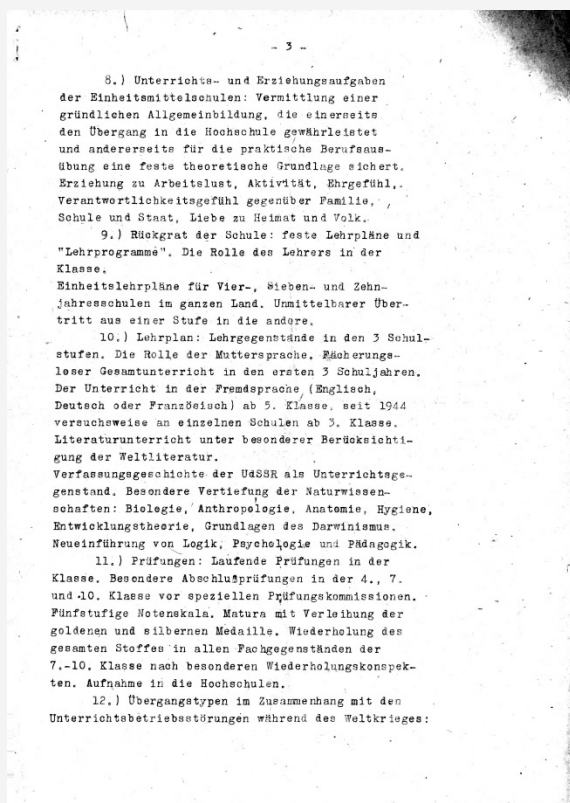 - 3 -
8.) Unterrichts- und Erziehungsaufgaben
der Einheitsmittelschulen: Vermittlung einer
gründlichen Allgemeinbildung, die einerseits
den Übergang in die Hochschule gewährleistet
und andererseits für die praktische Berufsaus-
übung eine feste theoretische Grundlage sichert.
Erziehung zu Arbeitslust, Aktivität, Ehrgefühl,
Verantwortlichkeitsgefühl gegenüber Familie,
Schule und Staat, Liebe zu Heimat und Volk.
9.) Rückgrat der Schule: feste Lehrpläne und
"Lehrprogramme". Die Rolle des Lehrers in der
Klasse.
Einheitslehrpläne für Vier-, Sieben- und Zehn-
jahresschulen im ganzen Land. Unmittelbarer Über-
tritt aus einer Stufe in die andere.
10.) Lehrplan: Lehrgegenstände in den 3 Schul-
stufen. Die Rolle der Muttersprache. Fächerungs-
loser Gesamtunterricht in den ersten 3 Schuljahren.
Der Unterricht in der Fremdsprache (Englisch,
Deutsch oder Französisch) ab 5. Klasse, seit 1944
versuchsweise an einzelnen Schulen ab 3. Klasse.
Literaturunterricht unter besonderer Berücksichti-
gung der Weltliteratur.
Verfassungsgeschichte der UdSSR als Unterrichtsge-
genstand. Besondere Vertiefung der Naturwissen-
schaften: Biologie, Anthropologie, Anatomie, Hygiene,
Entwicklungstheorie, Grundlagen des Darwinismus.
Neueinführung von Logik, Psychologie und Pädagogik.
11.) Prüfungen: Laufende Prüfungen in der
Klasse. Besondere Abschlußprüfungen in der 4., 7.
und 10. Klasse vor speziellen Prüfungskommissionen.
Fünfstufige Notenskala. Matura mit Verleihung der
goldenen und silbernen Medaille. Wiederholung des
gesamten Stoffes in allen Fachgegenständen der
7.-10. Klasse nach besonderen Wiederholungskonspek-
ten. Aufnahme in die Hochschulen.
12.) Übergangstypen im Zusammenhang mit den
Unterrichtsbetriebsstörungen während des Weltkrieges: